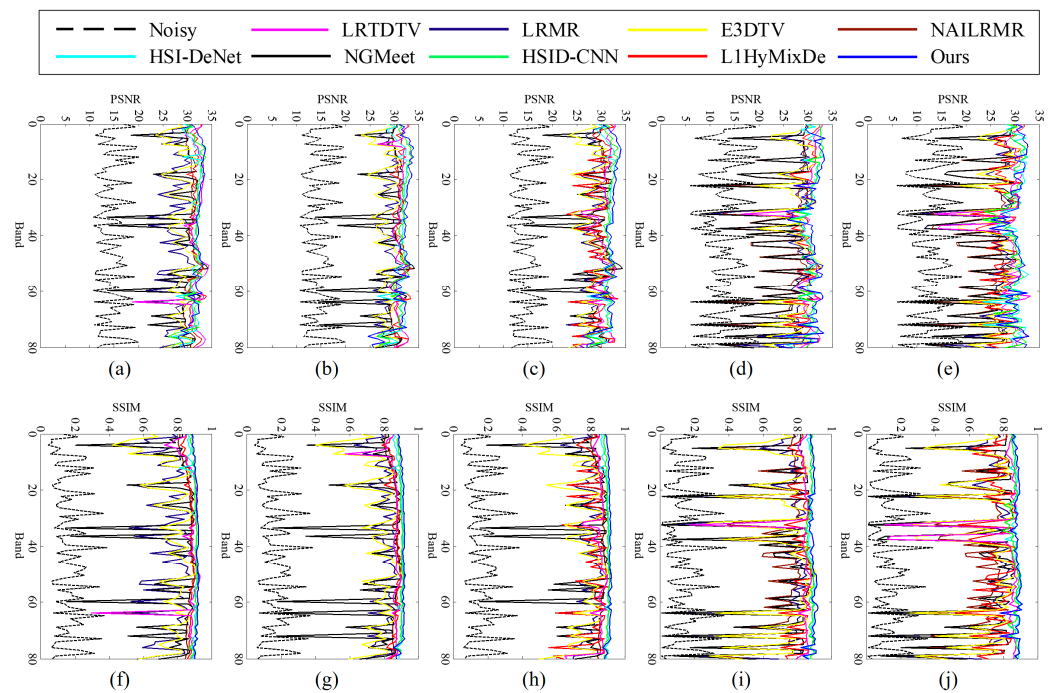 Noisy LRTDTV LRMR E3DTV NAILRMR
HSI-DeNet NGMeet HSID-CNN L1HyMixDe Ours
PSNR PSNR PSNR PSNR PSNR
0 5 10 15 20 25 30 35 0 5 10 15 20 25 30 35 0 5 10 15 20 25 30 35 0 5 10 15 20 25 30 35 0 5 10 15 20 25 30 35
0 0 0 0 0
20 20 20 20 20
40 40 40 40 40
Band Band Band Band Band
60 60 60 60 60
80 80 80 80 80
(a) (b) (c) (d) (e)
SSIM SSIM SSIM SSIM SSIM
0 0.2 0.4 0.6 0.8 1 0 0.2 0.4 0.6 0.8 1 0 0.2 0.4 0.6 0.8 1 0 0.2 0.4 0.6 0.8 1 0 0.2 0.4 0.6 0.8 1
0 0 0 0 0
20 20 20 20 20
40 40 40 40 40
Band Band Band Band Band
60 60 60 60 60
80 80 80 80 80
(f) (g) (h) (i) (j)